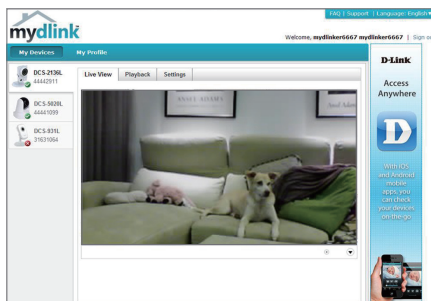 FAQ | Support | Language: English
mydlink
Welcome, mydlinker6667 mydlinker6667 | Sign
My Devices
My Profile
DCS-2136L
44442911
DCS-5020L
44441099
DCS-931L
31631064
Live View
Playback
Settings
ANSEL ADAMS
D-Link
Access
Anywhere
With iOS
and Android
mobile
apps, you
can check
your devices
on-the-go